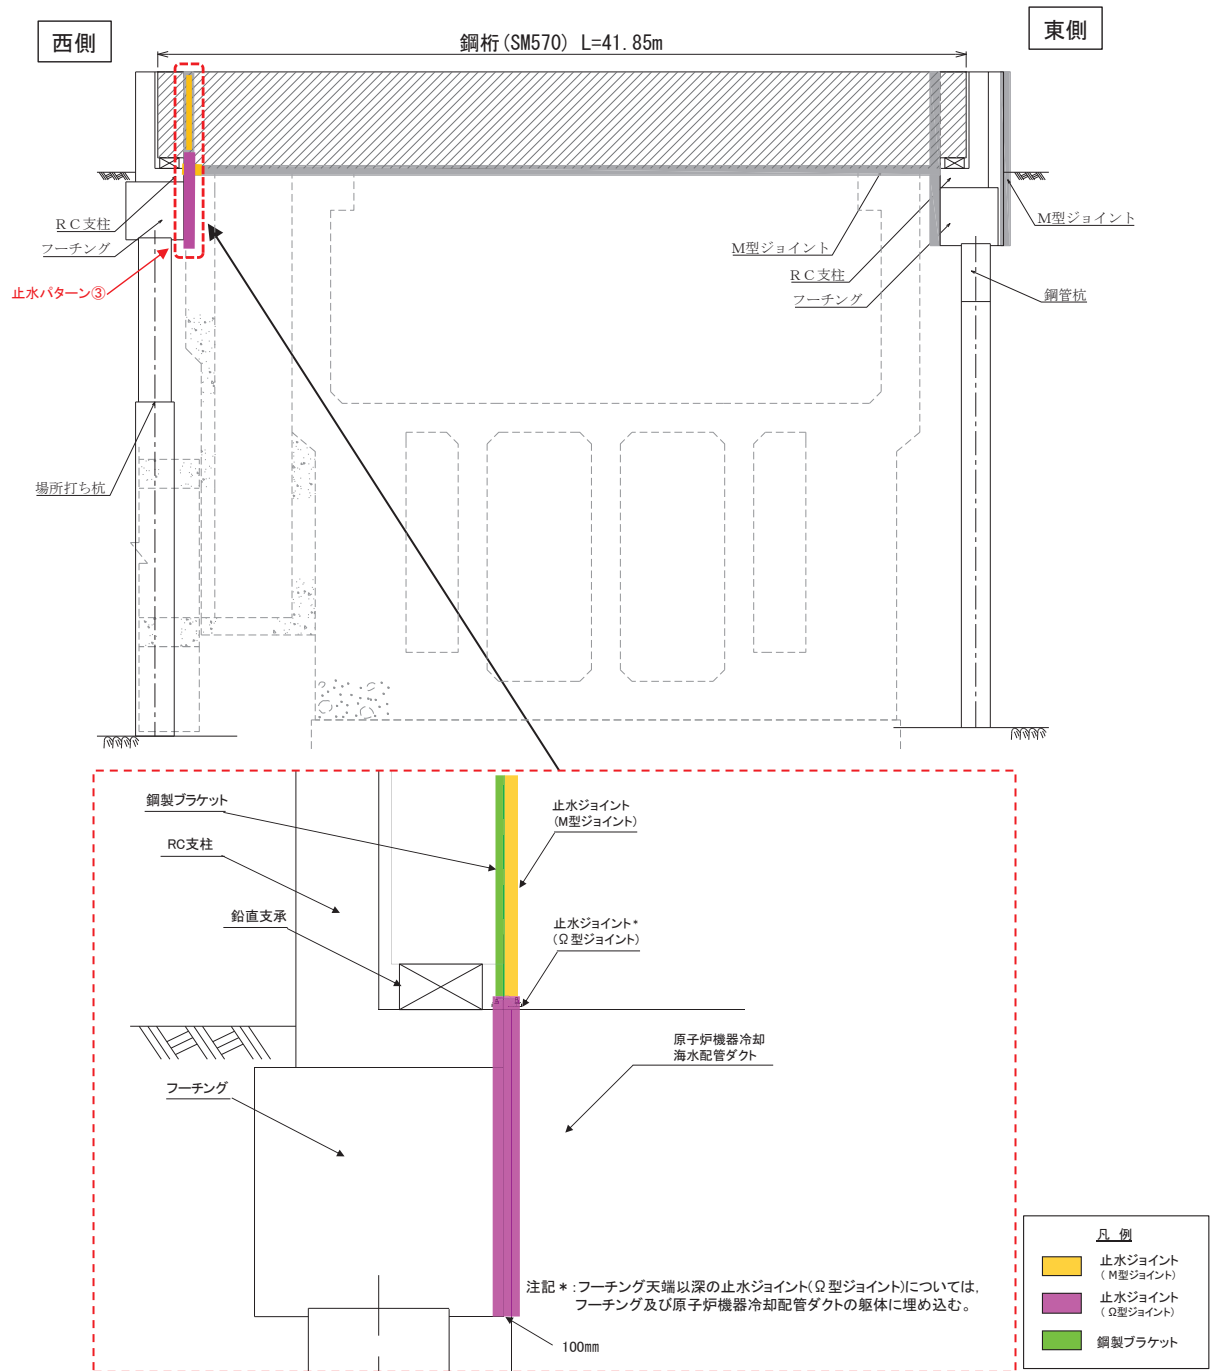 西側
鋼桁(SM570) L=41.85m
東側
RC支柱
フーチング
止水パターン③
場所打ち杭
M型ジョイント
RC支柱
フーチング
M型ジョイント
鋼管杭
鋼製ブラケット
RC支柱
鉛直支承
フーチング
止水ジョイント
(M型ジョイント)
止水ジョイント*
(Ω型ジョイント)
原子炉機器冷却
海水配管ダクト
注記*:フーチング天端以深の止水ジョイント(Ω型ジョイント)については,
フーチング及び原子炉機器冷却配管ダクトの躯体に埋め込む。
100mm
凡 例
止水ジョイント
(M型ジョイント)
止水ジョイント
(Ω型ジョイント)
鋼製ブラケット